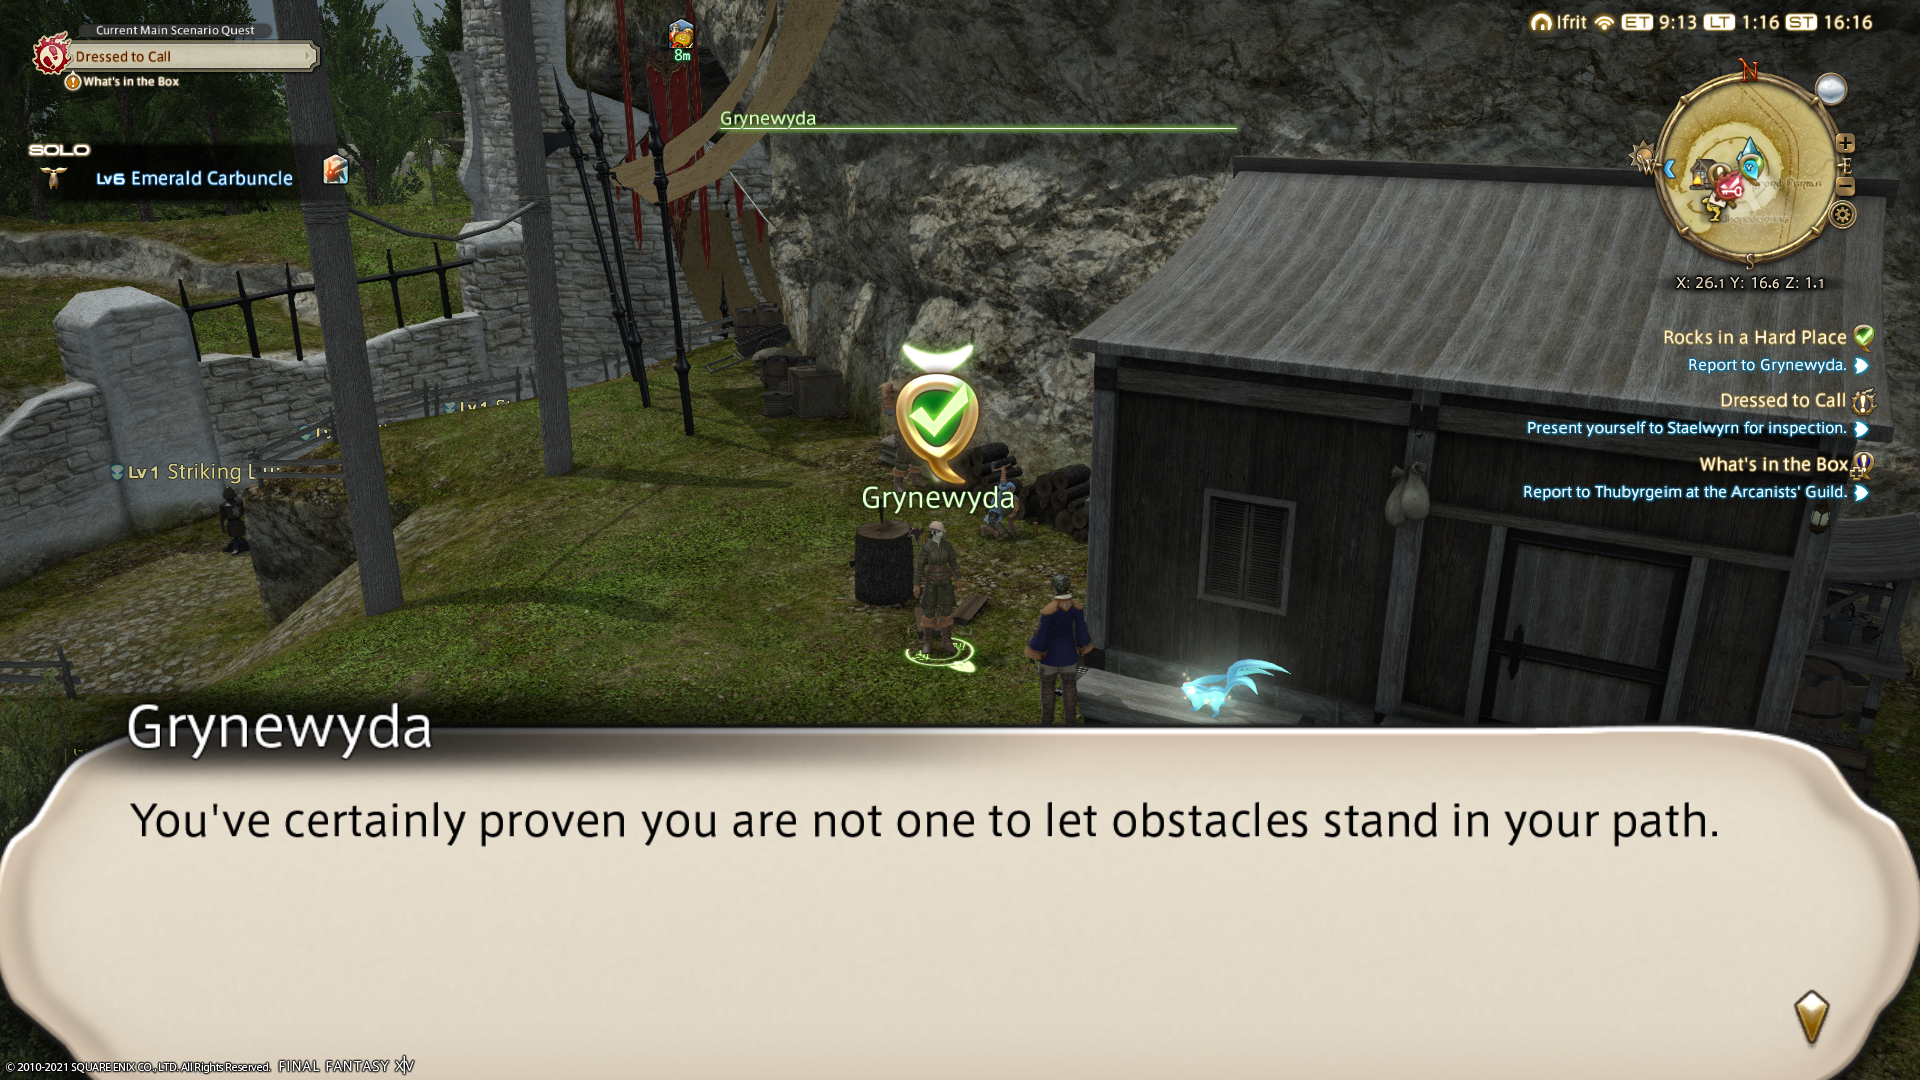 Current Main Scenario Quest
Dressed to Call
What's in the Box
SOLO
Lv6 Emerald Carbuncle
8m
Grynewyda
Ifrit ET 9:13 LT 1:16 ST 16:16
N
W
E
S
X: 26.1 Y: 16.6 Z: 1.1
Rocks in a Hard Place
Report to Grynewyda.
Dressed to Call
Present yourself to Staelwyrn for inspection.
What's in the Box
Report to Thubyrgeim at the Arcanists' Guild.
Lv 1
Lv 1 Striking
Grynewyda
Grynewyda
You've certainly proven you are not one to let obstacles stand in your path.
© 2010-2021 SQUARE ENIX CO., LTD. All Rights Reserved. FINAL FANTASY XIV